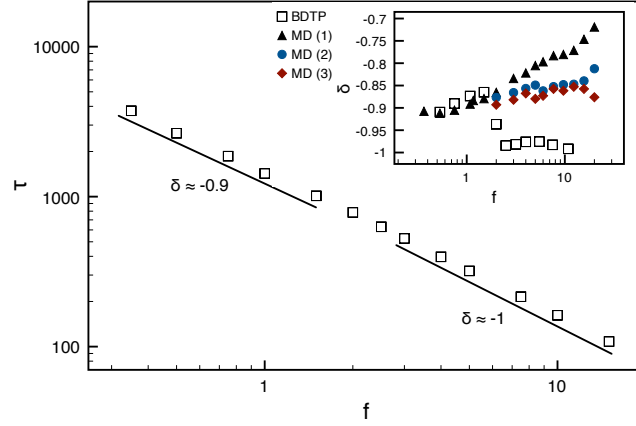 BDTP
MD (1)
MD (2)
MD (3)
-0.7
-0.75
-0.8
-0.85
-0.9
-0.95
-1
δ
1 10
f
10000
1000
100
τ
δ ≈ -0.9
δ ≈ -1
1 10
f